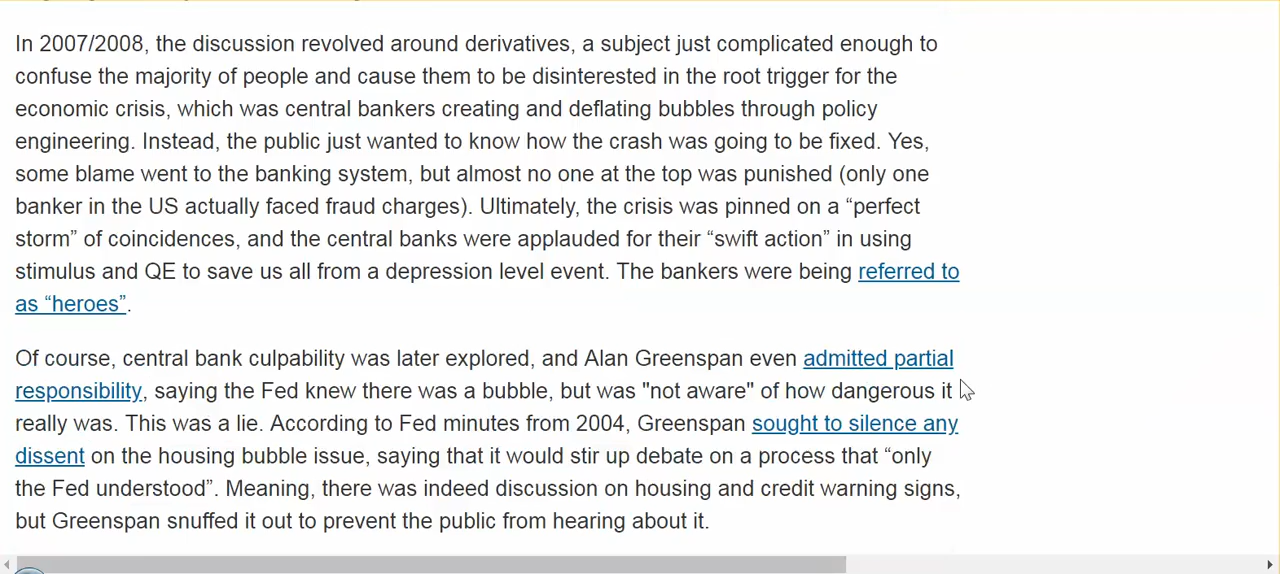 In 2007/2008, the discussion revolved around derivatives, a subject just complicated enough to
confuse the majority of people and cause them to be disinterested in the root trigger for the
economic crisis, which was central bankers creating and deflating bubbles through policy
engineering. Instead, the public just wanted to know how the crash was going to be fixed. Yes,
some blame went to the banking system, but almost no one at the top was punished (only one
banker in the US actually faced fraud charges). Ultimately, the crisis was pinned on a “perfect
storm” of coincidences, and the central banks were applauded for their “swift action” in using
stimulus and QE to save us all from a depression level event. The bankers were being referred to
as “heroes”.
Of course, central bank culpability was later explored, and Alan Greenspan even admitted partial
responsibility, saying the Fed knew there was a bubble, but was "not aware" of how dangerous it
really was. This was a lie. According to Fed minutes from 2004, Greenspan sought to silence any
dissent on the housing bubble issue, saying that it would stir up debate on a process that “only
the Fed understood”. Meaning, there was indeed discussion on housing and credit warning signs,
but Greenspan snuffed it out to prevent the public from hearing about it.